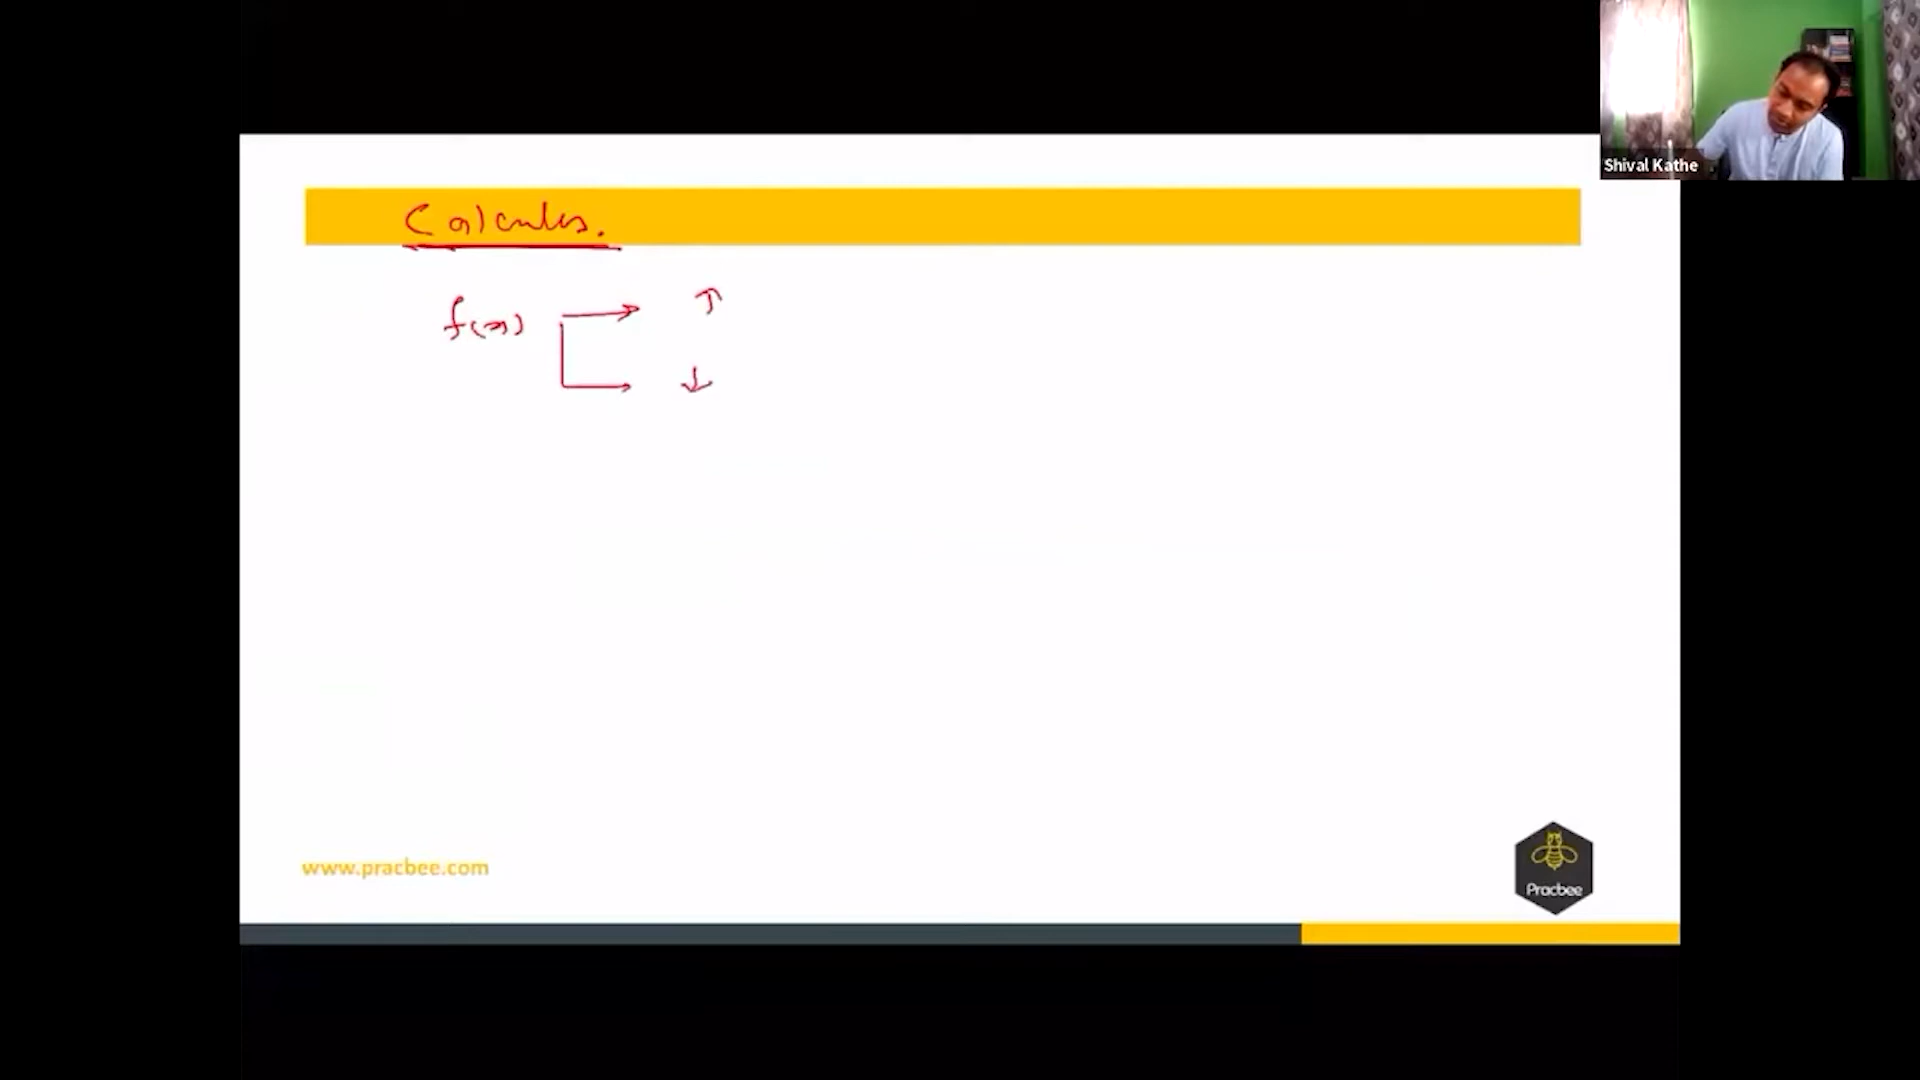 Shival Kathe
Calculus.
f(x) → ↑
→ ↓
www.pracbee.com
Pracbee